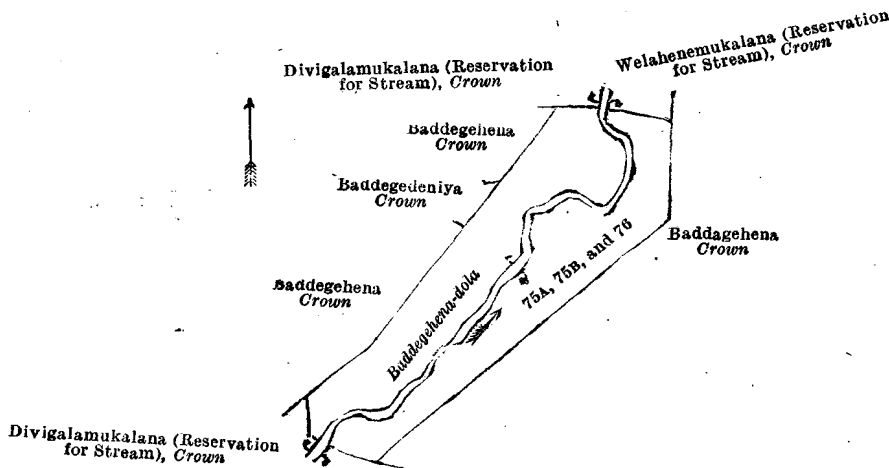 Divigalamukalana (Reservation
for Stream), Crown
Welahenemukalana (Reservation
for Stream), Crown
Baddegehena
Crown
Baddegedeniya
Crown
Baddagehena
Crown
Baddegehena
Crown
Baddegehena-dola
75A, 75B, and 76
Divigalamukalana (Reservation
for Stream), Crown